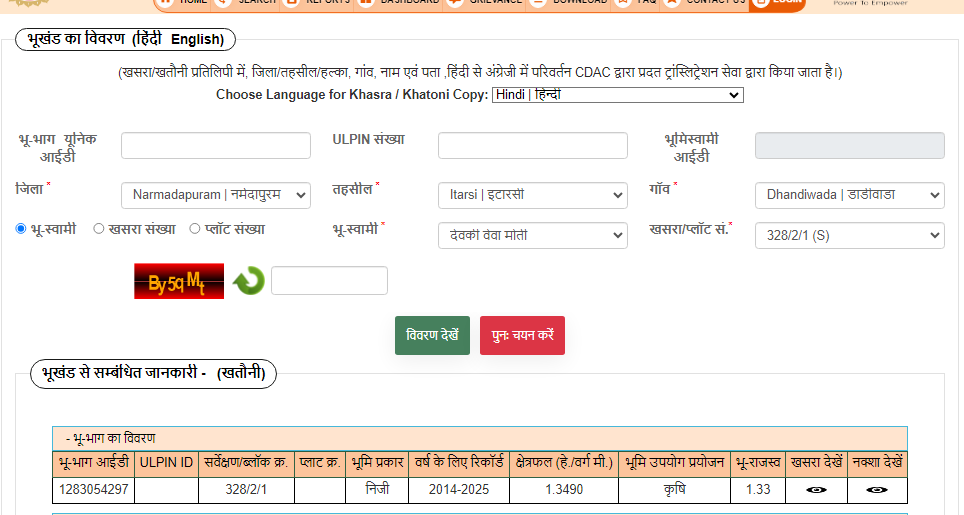 HOME SEARCH REPORTS DASHBOARD GRIEVANCE DOWNLOAD FAQ CONTACT US LOGIN
Power To Empower
भूखंड का विवरण (हिंदी English)
(खसरा/खतौनी प्रतिलिपी में, जिला/तहसील/हल्का, गांव, नाम एवं पता ,हिंदी से अंग्रेजी में परिवर्तन CDAC द्वारा प्रदत ट्रांस्लिट्रेशन सेवा द्वारा किया जाता है।)
Choose Language for Khasra / Khatoni Copy: Hindi | हिन्दी
भू-भाग यूनिक आईडी
ULPIN संख्या
भूमिस्वामी आईडी
जिला * Narmadapuram | नर्मदापुरम
तहसील * Itarsi | इटारसी
गॉव * Dhandiwada | डाडीवाडा
भू-स्वामी खसरा संख्या प्लॉट संख्या
भू-स्वामी * देवकी वेवा मोती
खसरा/प्लॉट सं.* 328/2/1 (S)
By5qMt
विवरण देखें पुनः चयन करें
भूखंड से सम्बंधित जानकारी - (खतौनी)
- भू-भाग का विवरण
भू-भाग आईडी ULPIN ID सर्वेक्षण/ब्लॉक क्र. प्लाट क्र. भूमि प्रकार वर्ष के लिए रिकॉर्ड क्षेत्रफल (हे./वर्ग मी.) भूमि उपयोग प्रयोजन भू-राजस्व खसरा देखें नक्शा देखें
1283054297 328/2/1 निजी 2014-2025 1.3490 कृषि 1.33